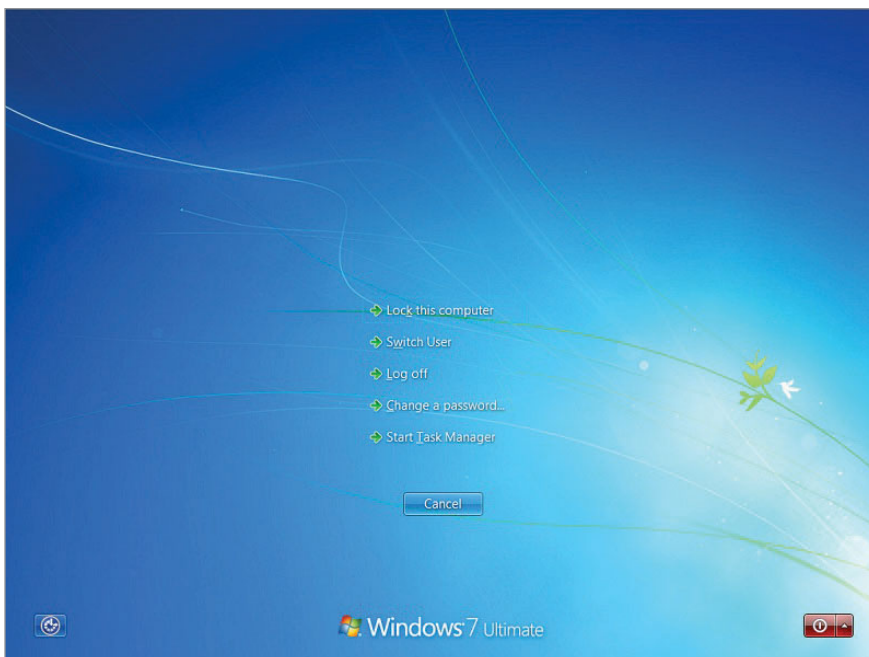 Lock this computer
Switch User
Log off
Change a password...
Start Task Manager
Cancel
Windows 7 Ultimate